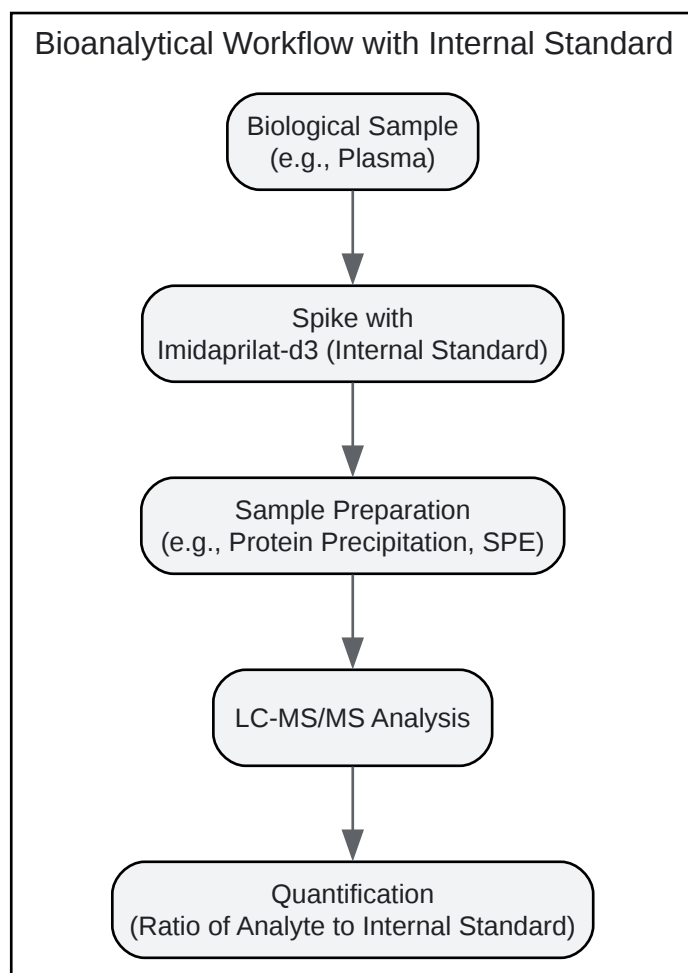 Bioanalytical Workflow with Internal Standard
Biological Sample
(e.g., Plasma)
Spike with
Imidaprilat-d3 (Internal Standard)
Sample Preparation
(e.g., Protein Precipitation, SPE)
LC-MS/MS Analysis
Quantification
(Ratio of Analyte to Internal Standard)